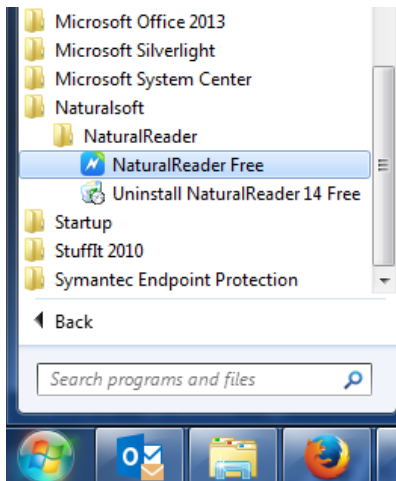 Microsoft Office 2013
Microsoft Silverlight
Microsoft System Center
Naturalsoft
NaturalReader
NaturalReader Free
Uninstall NaturalReader 14 Free
Startup
StuffIt 2010
Symantec Endpoint Protection
Back
Search programs and files